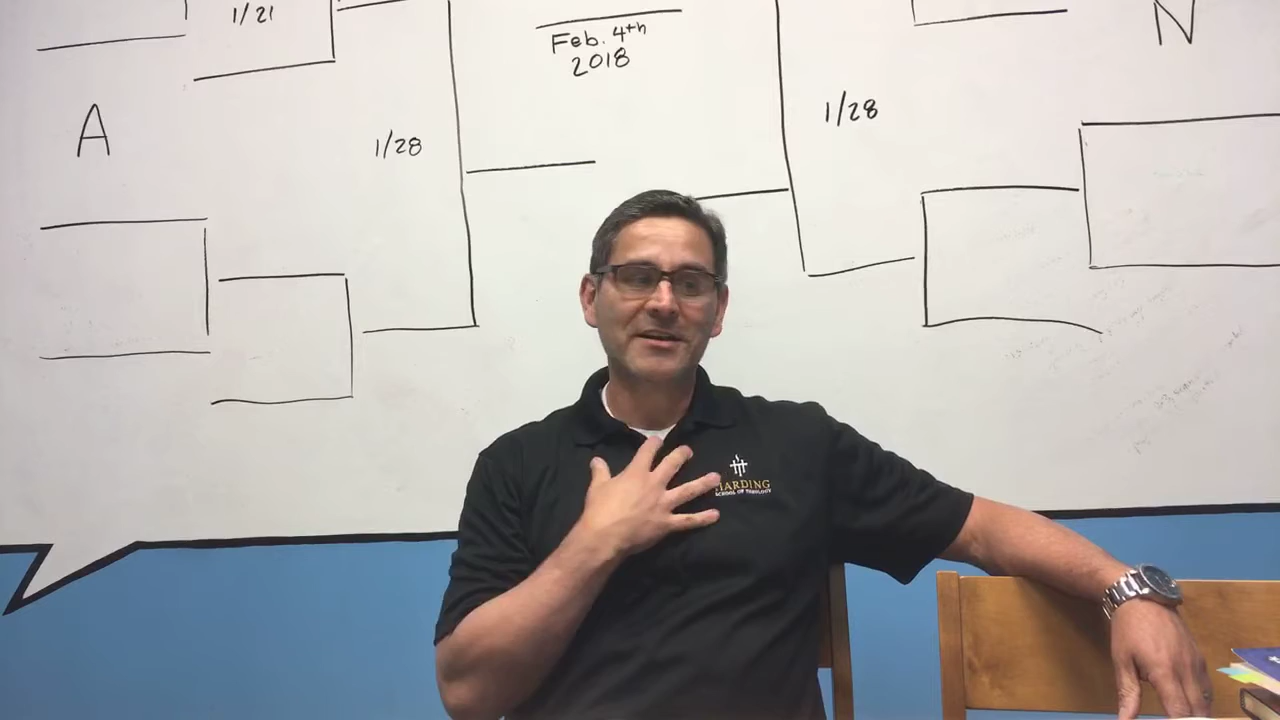 1/21
Feb. 4th
2018
N
A
1/28
1/28
HARDING
SCHOOL OF THEOLOGY